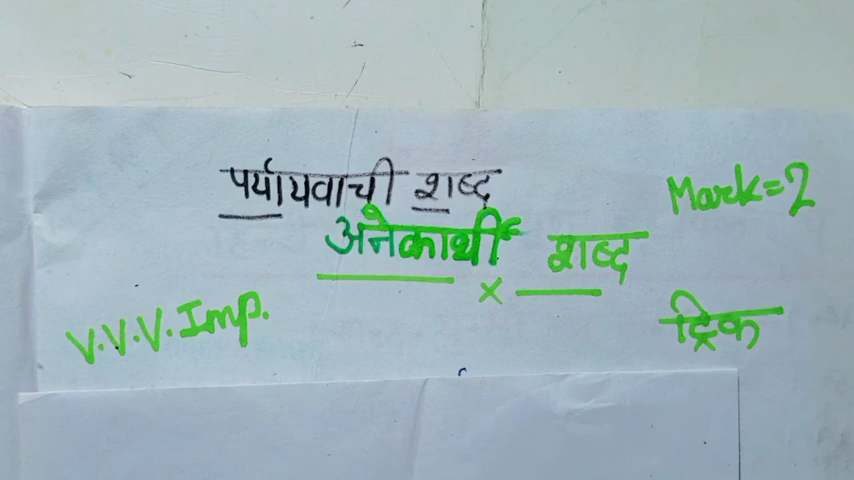 पर्यायवाची शब्द
Mark=2
अनेकार्थी शब्द
×
V.V.V.Imp.
ट्रिक